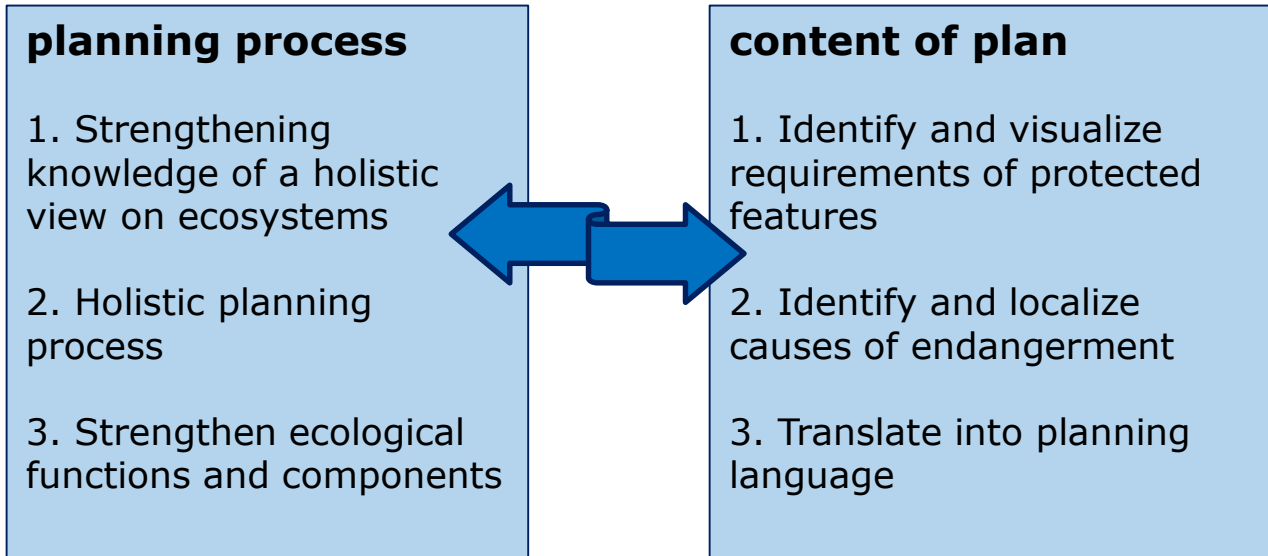 planning process
1. Strengthening
knowledge of a holistic
view on ecosystems
2. Holistic planning
process
3. Strengthen ecological
functions and components
content of plan
1. Identify and visualize
requirements of protected
features
2. Identify and localize
causes of endangerment
3. Translate into planning
language